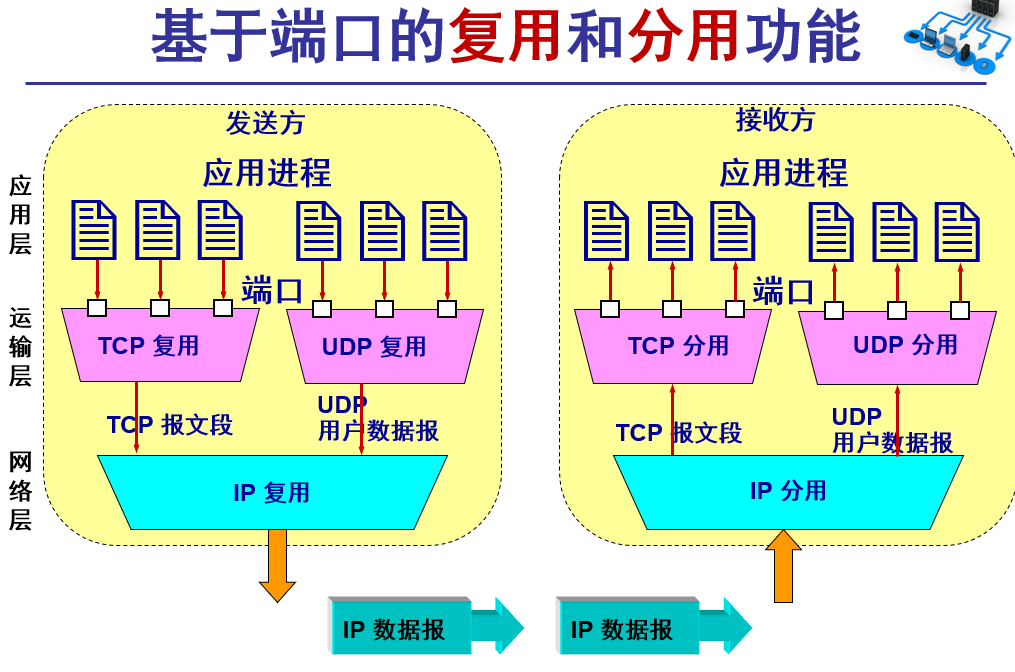 基于端口的复用和分用功能
发送方
接收方
应用进程
应用进程
应用层
端口
端口
运输层
TCP 复用
UDP 复用
TCP 分用
UDP 分用
TCP 报文段
UDP
用户数据报
TCP 报文段
UDP
用户数据报
网络层
IP 复用
IP 分用
IP 数据报
IP 数据报